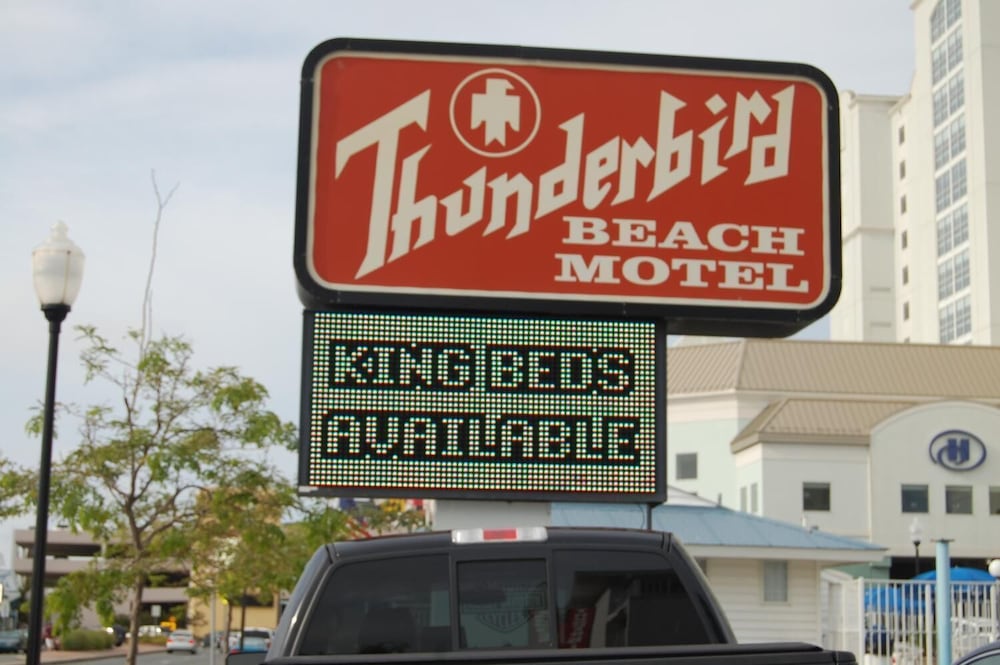 Thunderbird
BEACH
MOTEL
KING BEDS
AVAILABLE
H